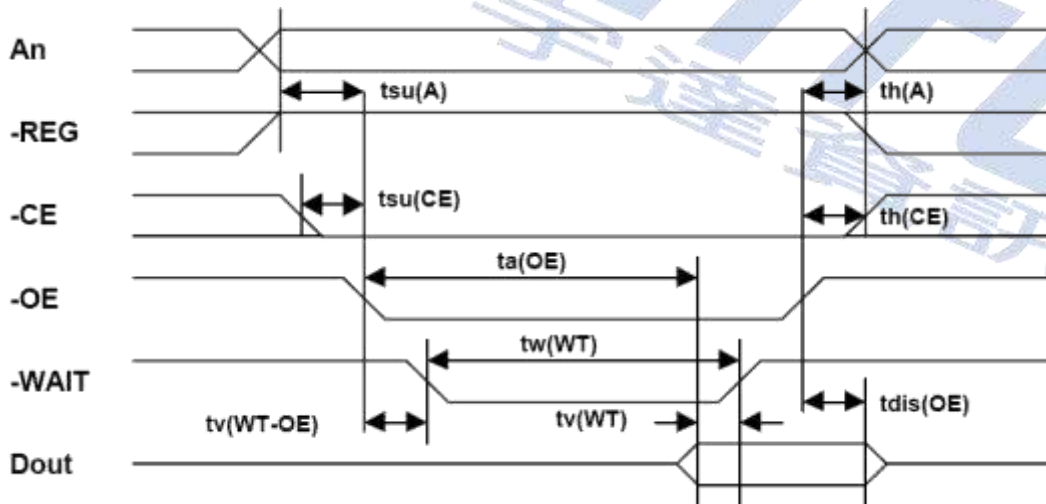 An
tsu(A)
th(A)
-REG
-CE
tsu(CE)
th(CE)
ta(OE)
-OE
tw(WT)
-WAIT
tv(WT-OE)
tv(WT)
tdis(OE)
Dout